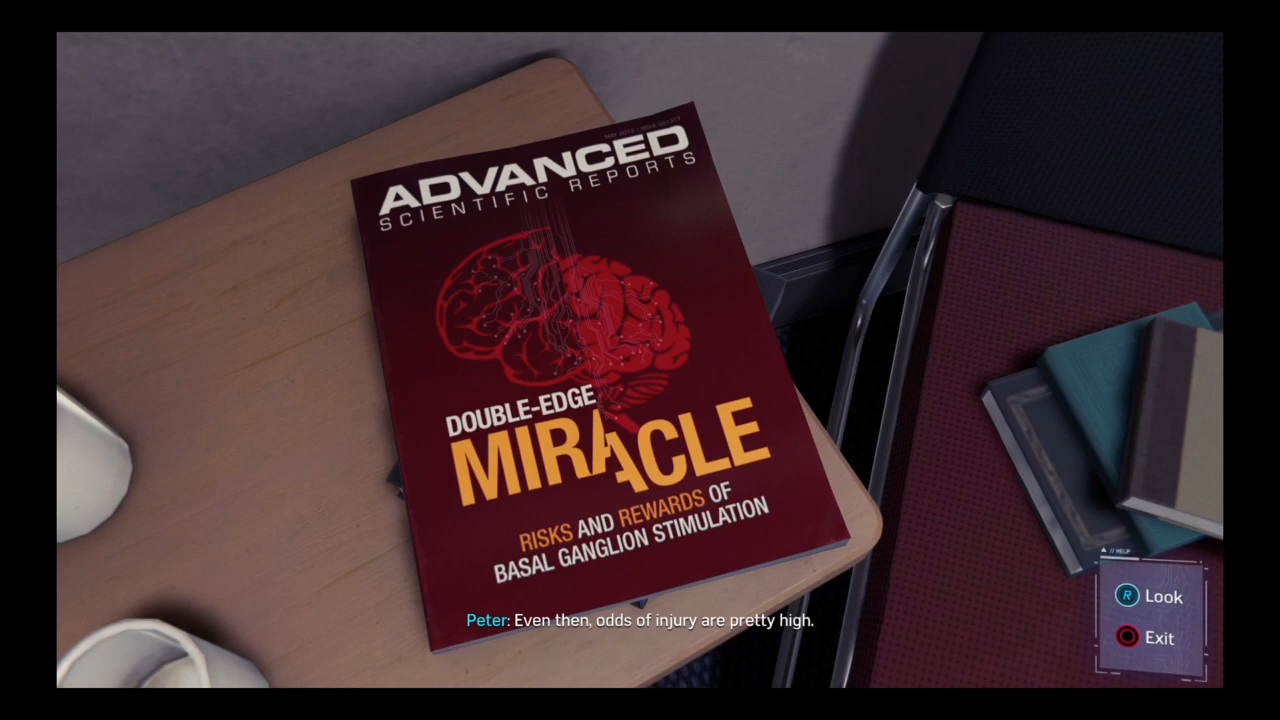 ADVANCED
SCIENTIFIC REPORTS
DOUBLE-EDGE
MIRACLE
RISKS AND REWARDS OF
BASAL GANGLION STIMULATION
Peter: Even then, odds of injury are pretty high.
// HELP
R Look
Exit